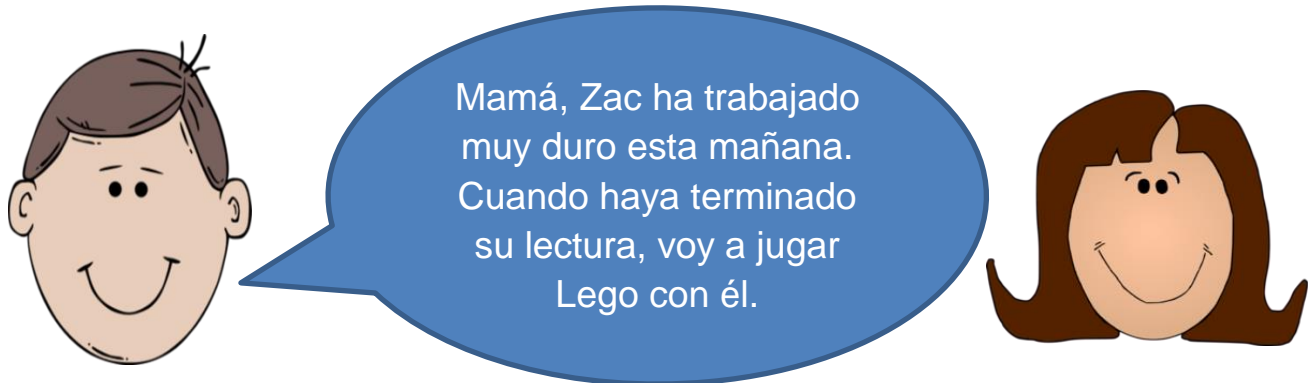 Mamá, Zac ha trabajado
muy duro esta mañana.
Cuando haya terminado
su lectura, voy a jugar
Lego con él.